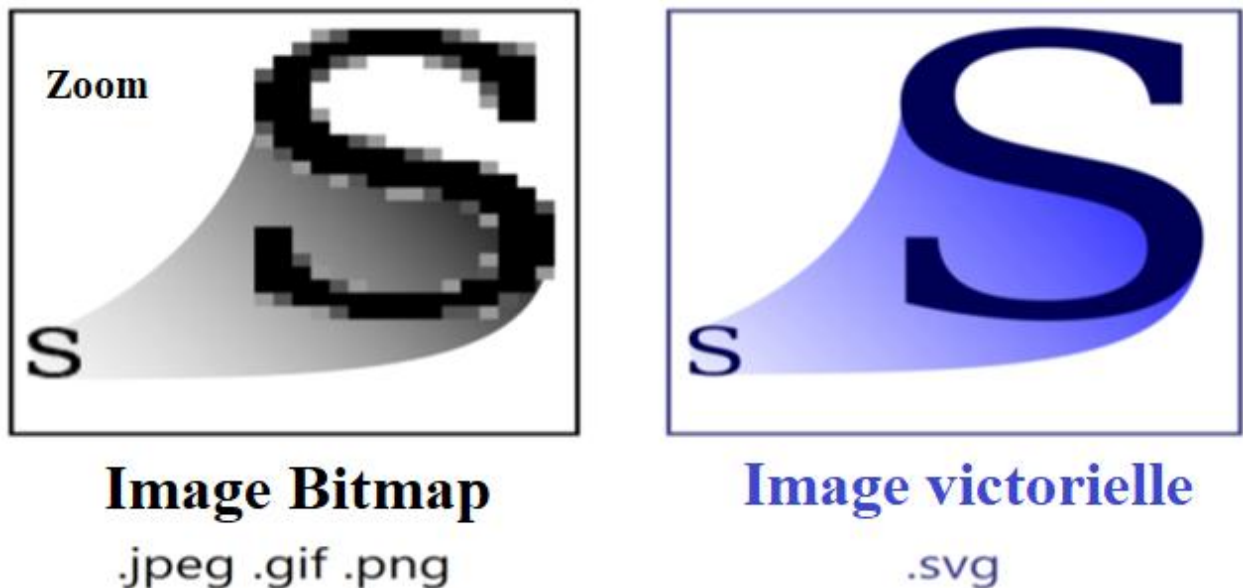 Zoom
S
S
Image Bitmap
.jpeg .gif .png
S
S
Image victorielle
.svg